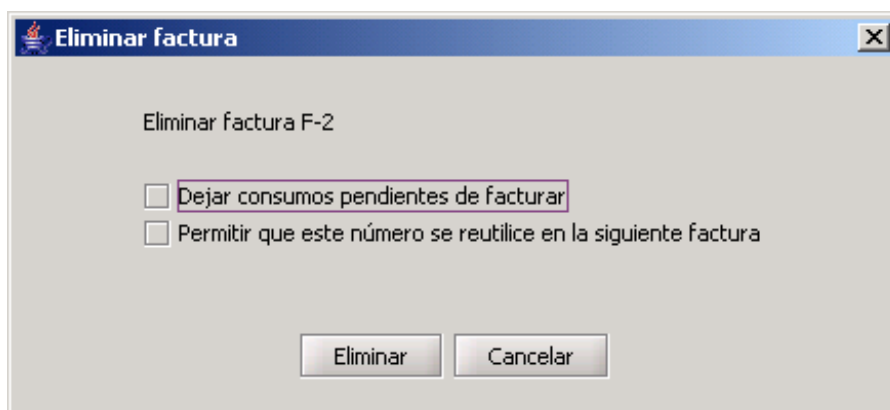 Eliminar factura
Eliminar factura F-2
Dejar consumos pendientes de facturar
Permitir que este número se reutilice en la siguiente factura
Eliminar
Cancelar